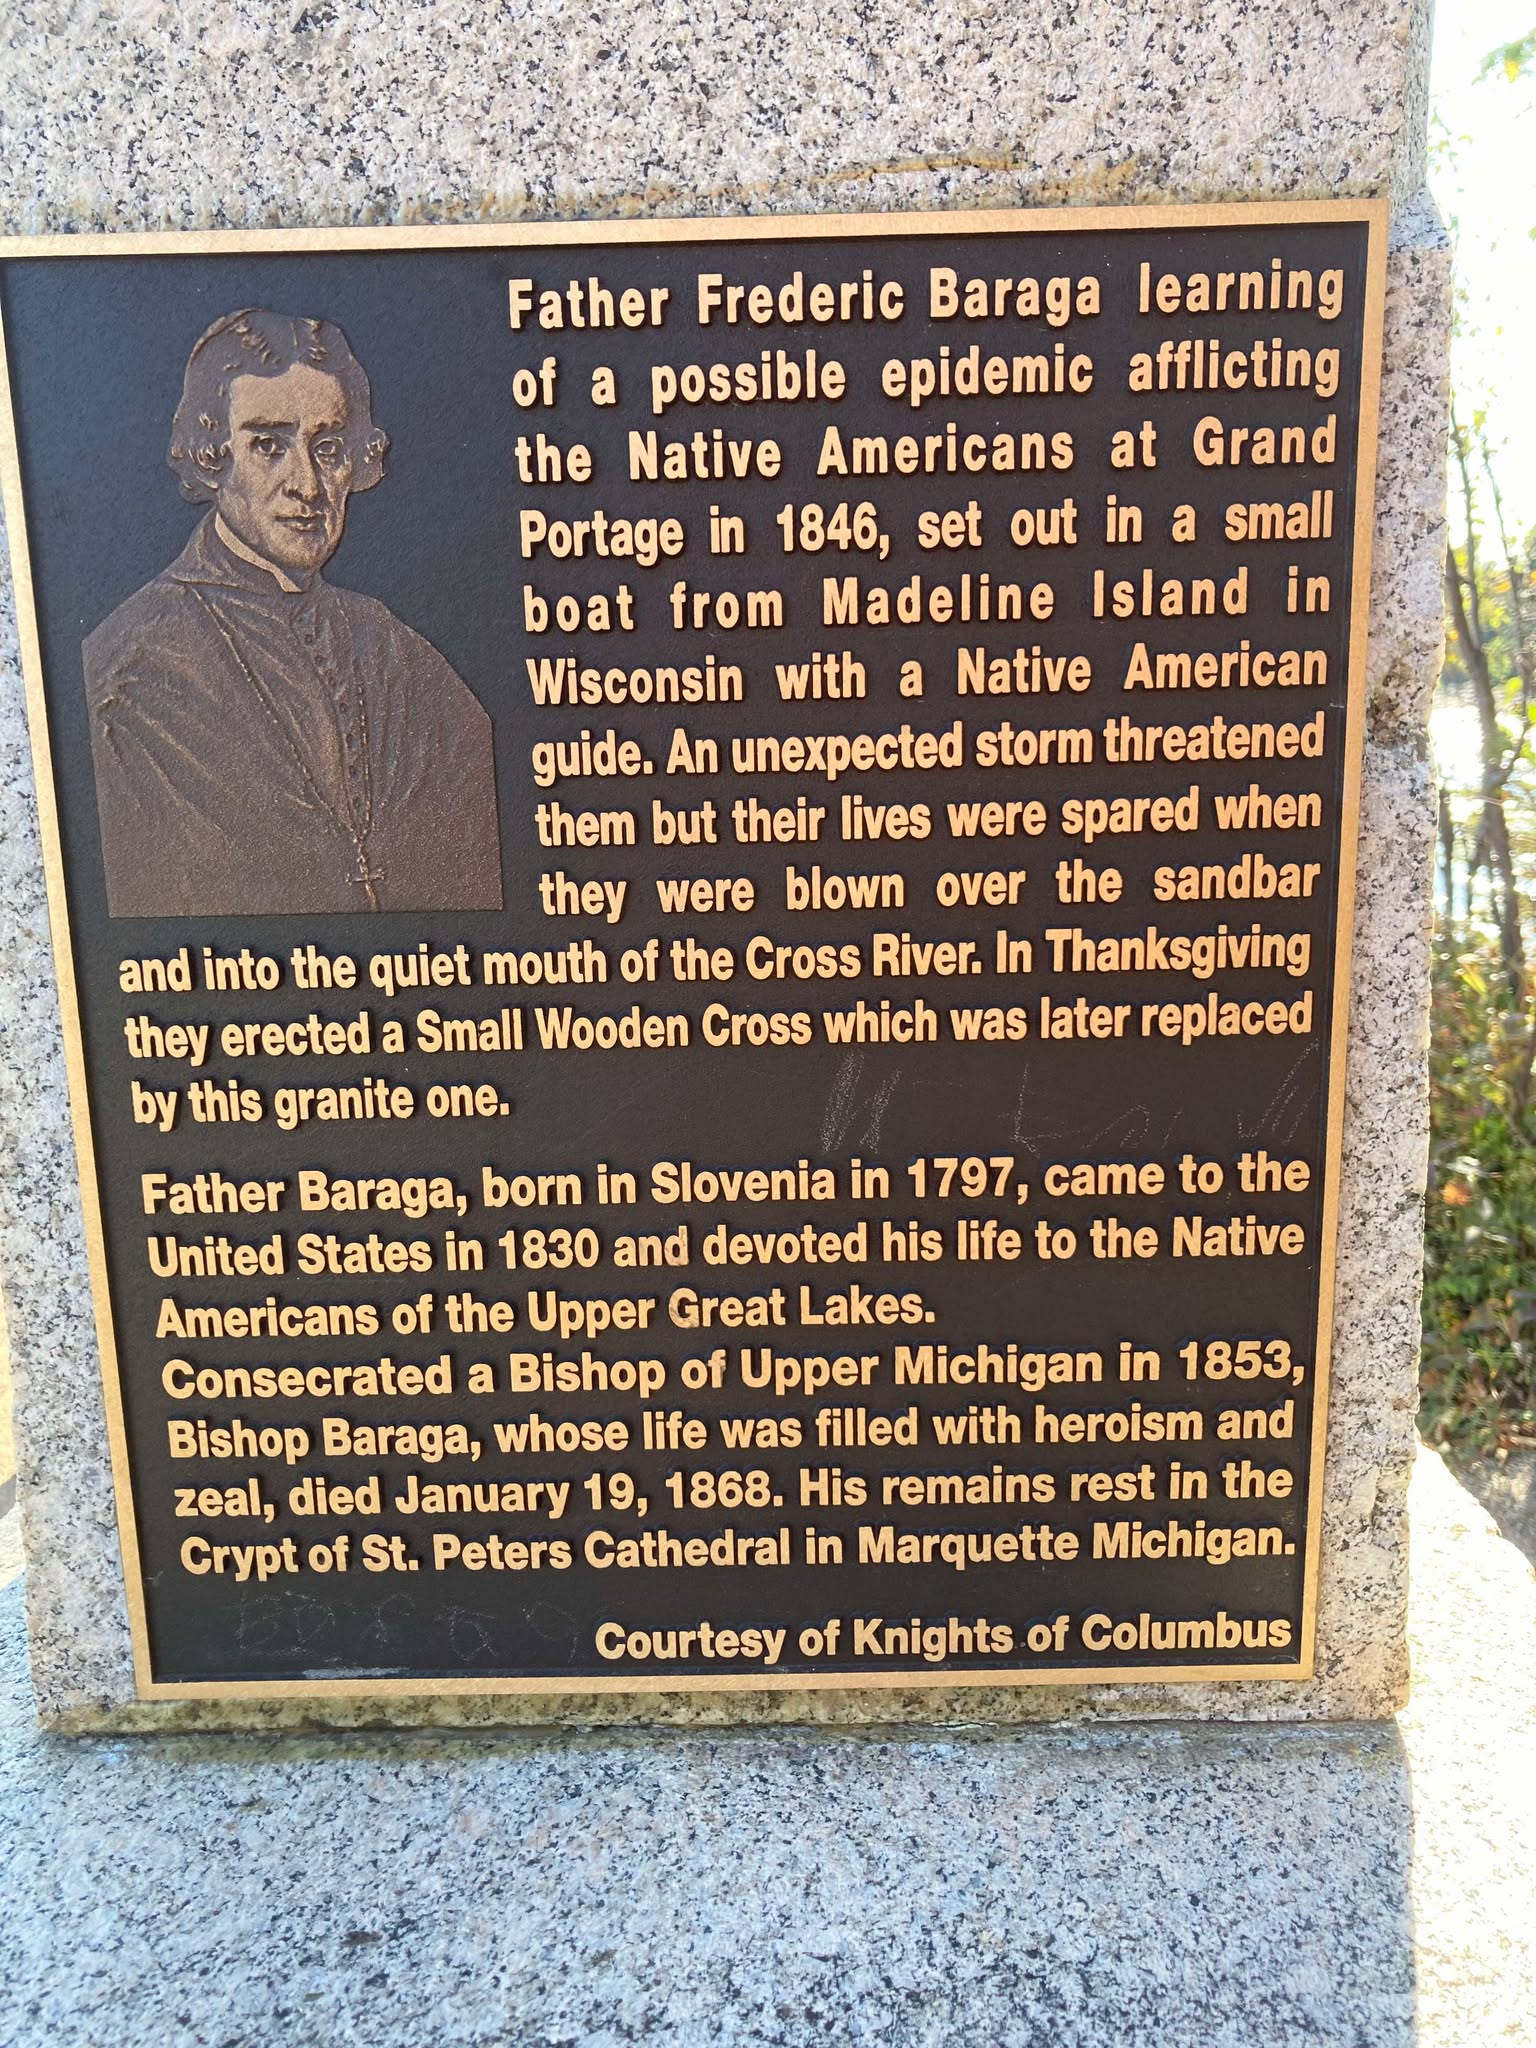 Father Frederic Baraga learning
of a possible epidemic afflicting
the Native Americans at Grand
Portage in 1846, set out in a small
boat from Madeline Island in
Wisconsin with a Native American
guide. An unexpected storm threatened
them but their lives were spared when
they were blown over the sandbar
and into the quiet mouth of the Cross River. In Thanksgiving
they erected a Small Wooden Cross which was later replaced
by this granite one.
Father Baraga, born in Slovenia in 1797, came to the
United States in 1830 and devoted his life to the Native
Americans of the Upper Great Lakes.
Consecrated a Bishop of Upper Michigan in 1853,
Bishop Baraga, whose life was filled with heroism and
zeal, died January 19, 1868. His remains rest in the
Crypt of St. Peters Cathedral in Marquette Michigan.
Courtesy of Knights of Columbus